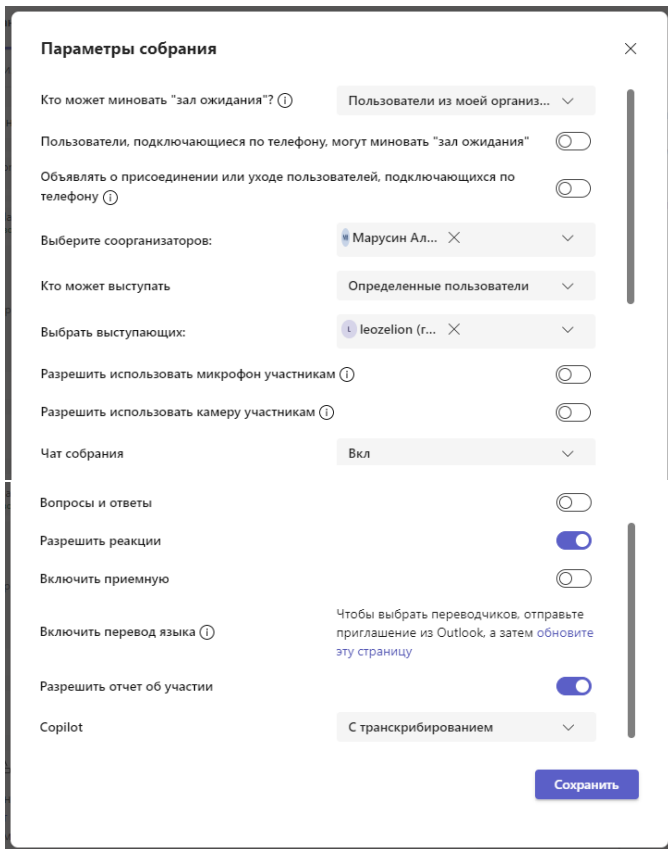 Параметры собрания
Кто может миновать "зал ожидания"?
Пользователи из моей организ...
Пользователи, подключающиеся по телефону, могут миновать "зал ожидания"
Объявлять о присоединении или уходе пользователей, подключающихся по
телефону
Выберите соорганизаторов:
Марусин Ал...
Кто может выступать
Определенные пользователи
Выбрать выступающих:
L leozelion (г...
Разрешить использовать микрофон участникам
Разрешить использовать камеру участникам
Чат собрания
Вкл
Вопросы и ответы
Разрешить реакции
Включить приемную
Включить перевод языка
Чтобы выбрать переводчиков, отправьте
приглашение из Outlook, а затем обновите
эту страницу
Разрешить отчет об участии
Copilot
С транскрибированием
Сохранить